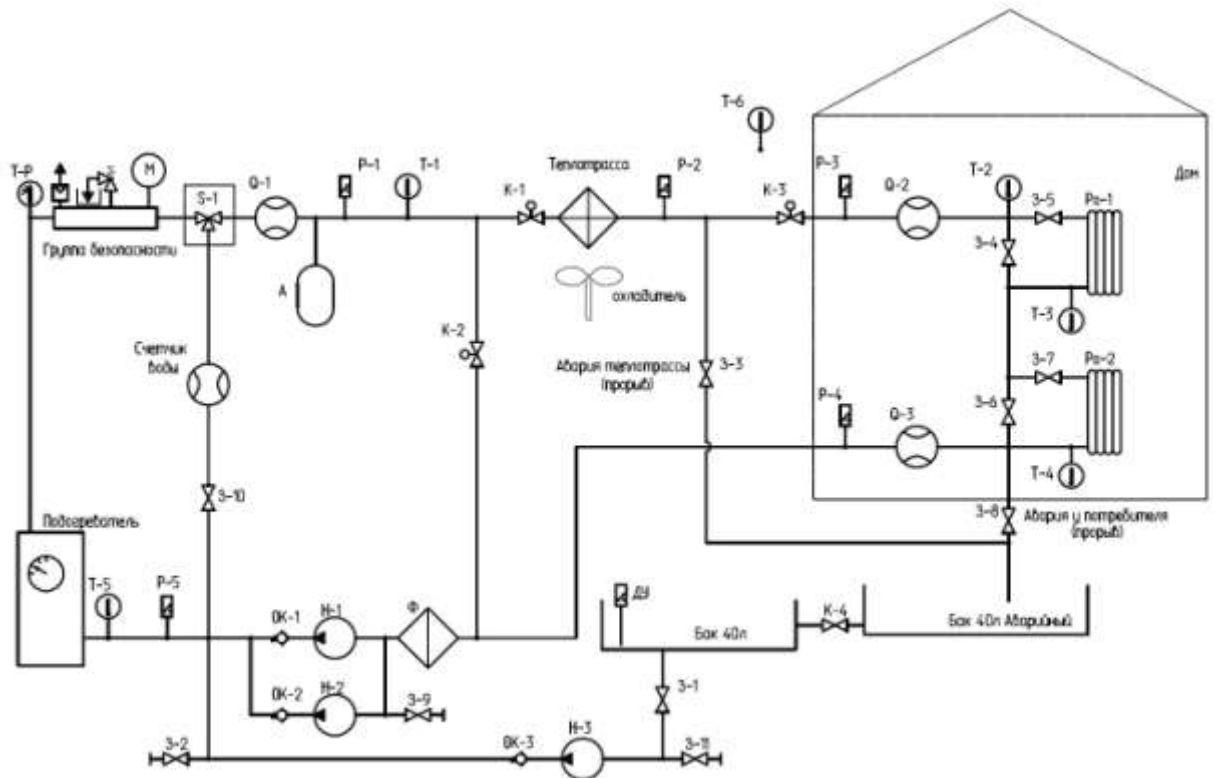 Т-6
Т-Р
М
Р-1
Т-1
Теплотрасса
Р-2
Р-3
Т-2
Дом
S-1
Q-1
К-1
К-3
Q-2
З-5
Ра-1
З-4
Группа безопасности
А
охладитель
Т-3
К-2
Счетчик
воды
Авария теплотрассы
(прорыв)
З-3
З-7
Ра-2
Р-4
З-6
Q-3
Т-4
З-10
Подогреватель
З-8
Авария у потребителя
(прорыв)
Т-5
Р-5
ОК-1
Н-1
Ф
ДУ
К-4
Бак 40л
Бак 40л Аварийный
ОК-2
Н-2
З-9
З-1
З-2
ОК-3
Н-3
З-11